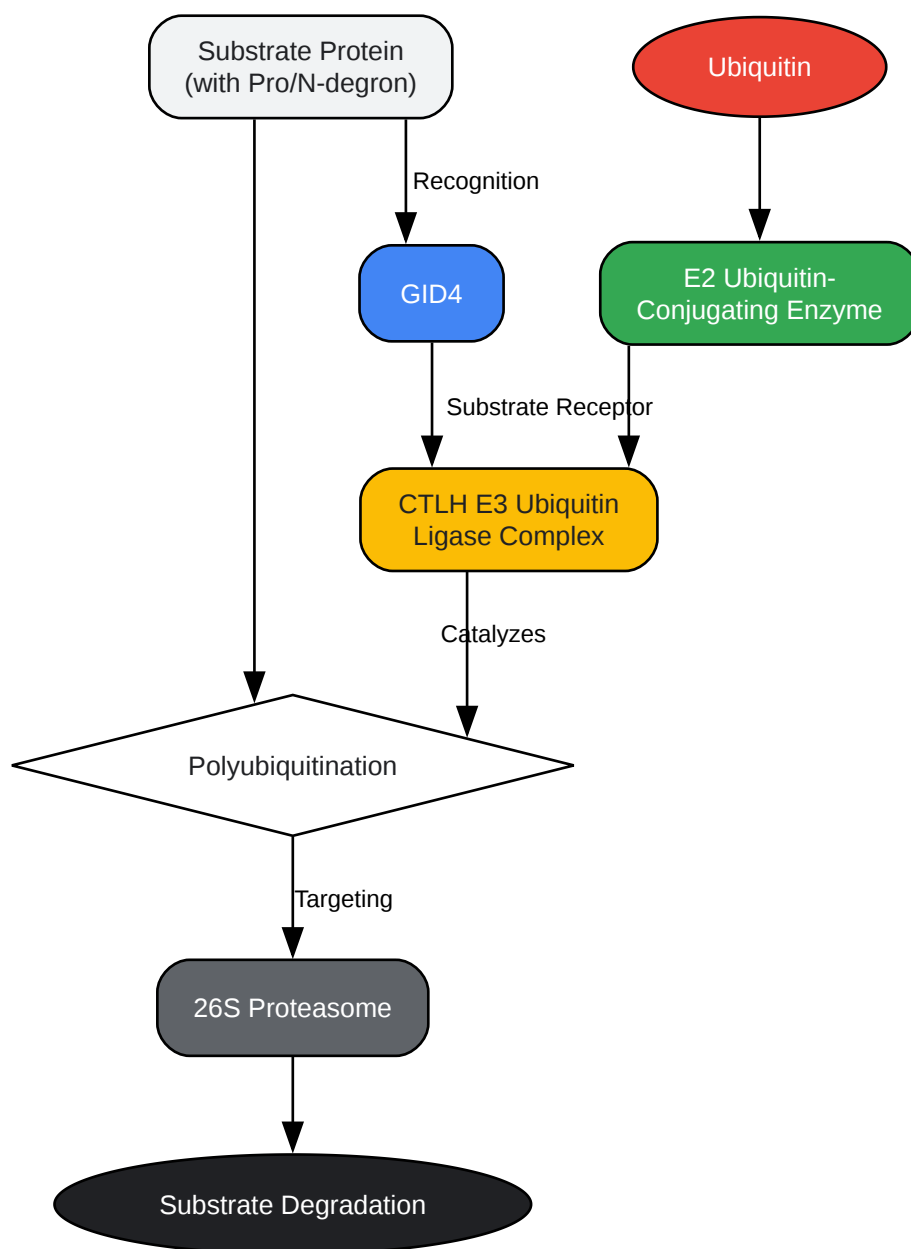 Substrate Protein
(with Pro/N-degron)
Ubiquitin
Recognition
GID4
E2 Ubiquitin-
Conjugating Enzyme
Substrate Receptor
CTLH E3 Ubiquitin
Ligase Complex
Catalyzes
Polyubiquitination
Targeting
26S Proteasome
Substrate Degradation